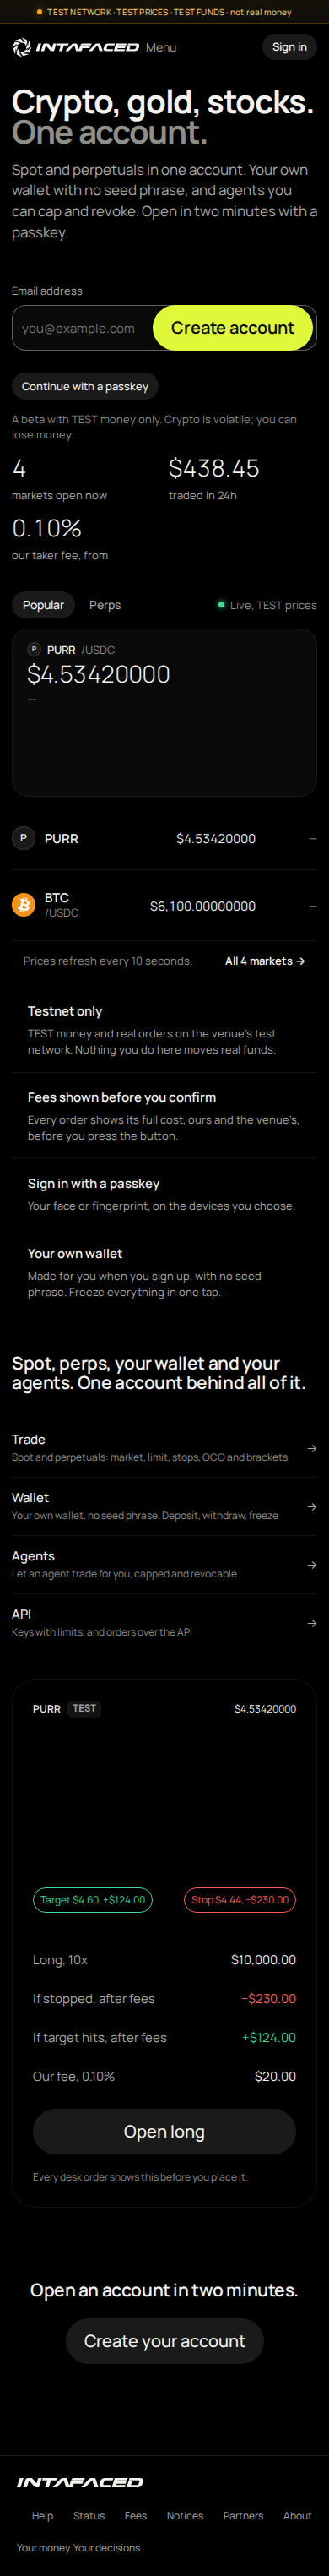 TEST NETWORK · TEST PRICES · TEST FUNDS · not real money
INTAFACED Menu Sign in
Crypto, gold, stocks.
One account.
Spot and perpetuals in one account. Your own
wallet with no seed phrase, and agents you
can cap and revoke. Open in two minutes with a
passkey.
Email address
you@example.com Create account
Continue with a passkey
A beta with TEST money only. Crypto is volatile; you can
lose money.
4 $438.45
markets open now traded in 24h
0.10%
our taker fee, from
Popular Perps Live, TEST prices
P PURR /USDC
$4.53420000
—
P PURR $4.53420000 —
BTC
/USDC $6,100.00000000 —
Prices refresh every 10 seconds. All 4 markets →
Testnet only
TEST money and real orders on the venue's test
network. Nothing you do here moves real funds.
Fees shown before you confirm
Every order shows its full cost, ours and the venue's,
before you press the button.
Sign in with a passkey
Your face or fingerprint, on the devices you choose.
Your own wallet
Made for you when you sign up, with no seed
phrase. Freeze everything in one tap.
Spot, perps, your wallet and your
agents. One account behind all of it.
Trade
Spot and perpetuals: market, limit, stops, OCO and brackets →
Wallet
Your own wallet, no seed phrase. Deposit, withdraw, freeze →
Agents
Let an agent trade for you, capped and revocable →
API
Keys with limits, and orders over the API →
PURR TEST $4.53420000
Target $4.60, +$124.00 Stop $4.44, −$230.00
Long, 10x $10,000.00
If stopped, after fees −$230.00
If target hits, after fees +$124.00
Our fee, 0.10% $20.00
Open long
Every desk order shows this before you place it.
Open an account in two minutes.
Create your account
INTAFACED
Help Status Fees Notices Partners About
Your money. Your decisions.